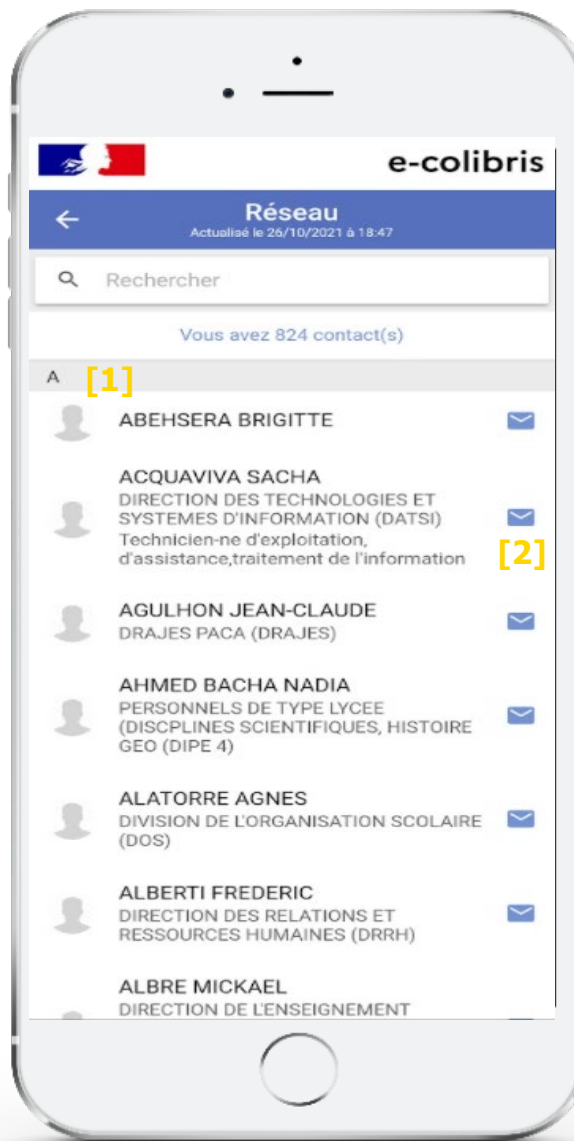 e-colibris
Réseau
Actualisé le 26/10/2021 à 18:47
Rechercher
Vous avez 824 contact(s)
A [1]
ABEHSERA BRIGITTE
ACQUAVIVA SACHA
DIRECTION DES TECHNOLOGIES ET
SYSTEMES D'INFORMATION (DATSI)
Technicien-ne d'exploitation,
d'assistance,traitement de l'information
[2]
AGULHON JEAN-CLAUDE
DRAJES PACA (DRAJES)
AHMED BACHA NADIA
PERSONNELS DE TYPE LYCEE
(DISCPLINES SCIENTIFIQUES, HISTOIRE
GEO (DIPE 4)
ALATORRE AGNES
DIVISION DE L'ORGANISATION SCOLAIRE
(DOS)
ALBERTI FREDERIC
DIRECTION DES RELATIONS ET
RESSOURCES HUMAINES (DRRH)
ALBRE MICKAEL
DIRECTION DE L'ENSEIGNEMENT